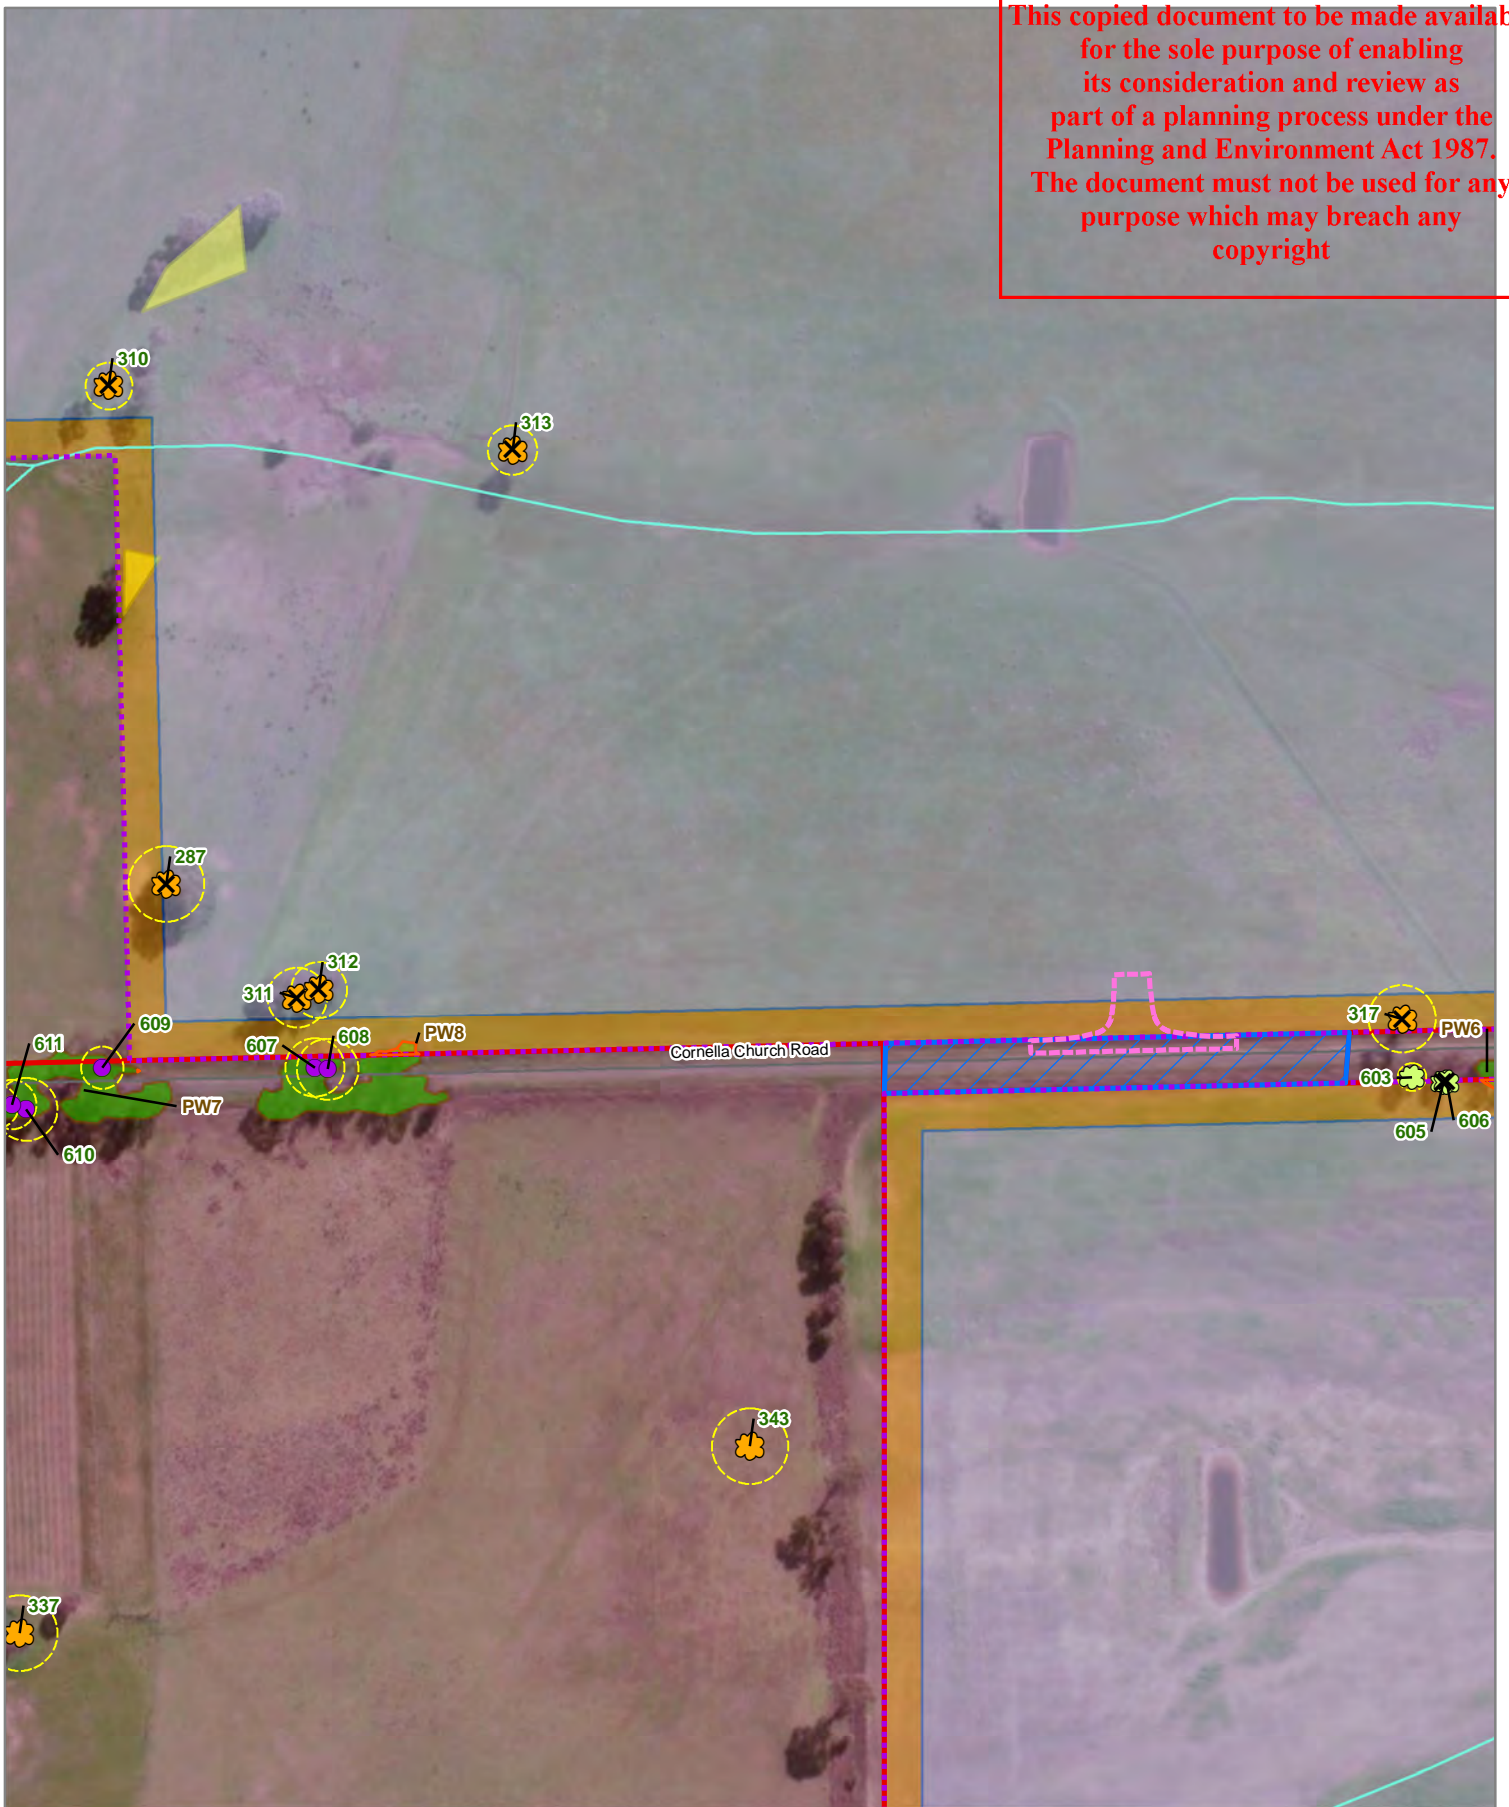 This copied document to be made availab
for the sole purpose of enabling
its consideration and review as
part of a planning process under the
Planning and Environment Act 1987.
The document must not be used for any
purpose which may breach any
copyright
310
313
287
312
311
609
608
607
PW8
611
Cornella Church Road
317
PW6
603
PW7
610
605
606
343
337